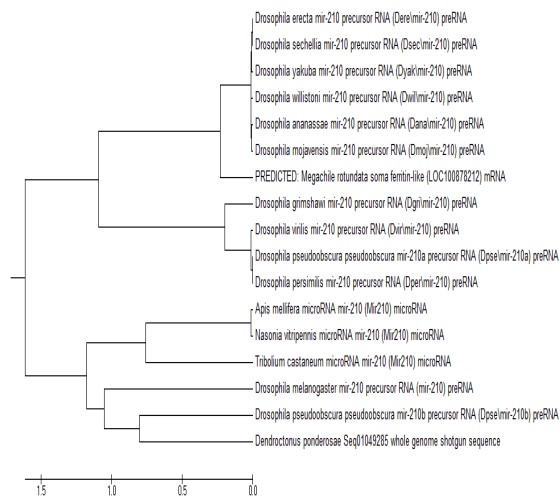 Drosophila erecta mir-210 precursor RNA (Dere\mir-210) preRNA
Drosophila sechellia mir-210 precursor RNA (Dsec\mir-210) preRNA
Drosophila yakuba mir-210 precursor RNA (Dyak\mir-210) preRNA
Drosophila willistoni mir-210 precursor RNA (Dwil\mir-210) preRNA
Drosophila ananassae mir-210 precursor RNA (Dana\mir-210) preRNA
Drosophila mojavensis mir-210 precursor RNA (Dmoj\mir-210) preRNA
PREDICTED: Megachile rotundata soma ferritin-like (LOC100878212) mRNA
Drosophila grimshawi mir-210 precursor RNA (Dgri\mir-210) preRNA
Drosophila virilis mir-210 precursor RNA (Dvir\mir-210) preRNA
Drosophila pseudoobscura pseudoobscura mir-210a precursor RNA (Dpse\mir-210a) preRNA
Drosophila persimilis mir-210 precursor RNA (Dper\mir-210) preRNA
Apis mellifera microRNA mir-210 (Mir210) microRNA
Nasonia vitripennis microRNA mir-210 (Mir210) microRNA
Tribolium castaneum microRNA mir-210 (Mir210) microRNA
Drosophila melanogaster mir-210 precursor RNA (mir-210) preRNA
Drosophila pseudoobscura pseudoobscura mir-210b precursor RNA (Dpse\mir-210b) preRNA
Dendroctonus ponderosae Seq01049285 whole genome shotgun sequence
1.5 1.0 0.5 0.0